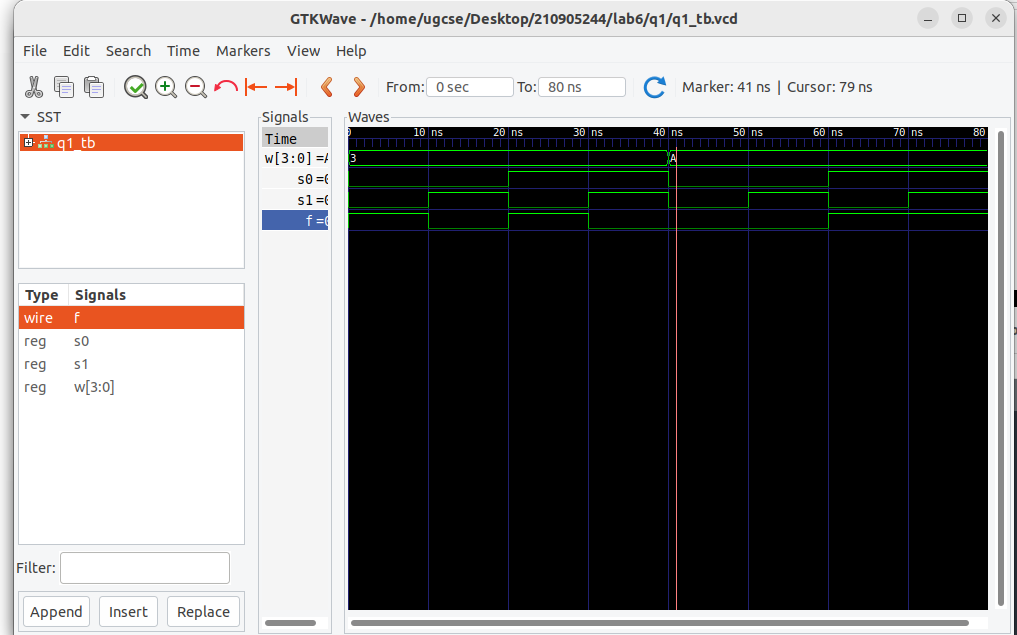 GTKWave - /home/ugcse/Desktop/210905244/lab6/q1/q1_tb.vcd
File Edit Search Time Markers View Help
From: 0 sec To: 80 ns Marker: 41 ns | Cursor: 79 ns
SST
q1_tb
Type Signals
wire f
reg s0
reg s1
reg w[3:0]
Filter:
Append Insert Replace
Signals
Time
w[3:0] =A
s0 =0
s1 =0
f =0
Waves
0 10 ns 20 ns 30 ns 40 ns 50 ns 60 ns 70 ns 80
3 A